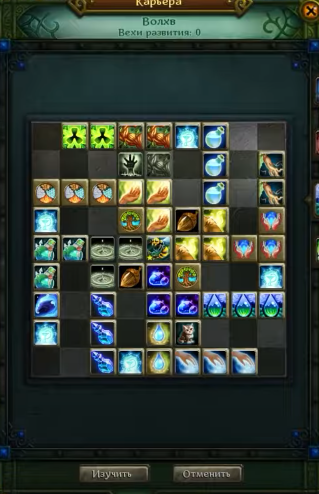 Карьера
Волхв
Вехи развития: 0
Изучить
Отменить